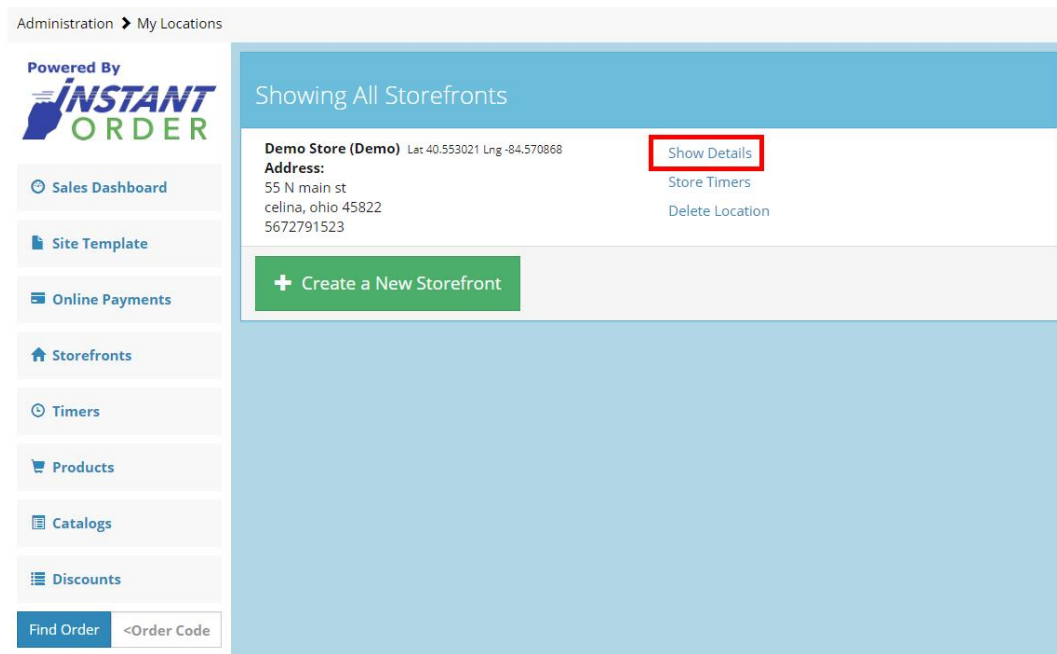 Administration > My Locations
Powered By
iNSTANT
ORDER
Sales Dashboard
Site Template
Online Payments
Storefronts
Timers
Products
Catalogs
Discounts
Find Order <Order Code
Showing All Storefronts
Demo Store (Demo) Lat 40.553021 Lng -84.570868
Address:
55 N main st
celina, ohio 45822
5672791523
Show Details
Store Timers
Delete Location
+ Create a New Storefront